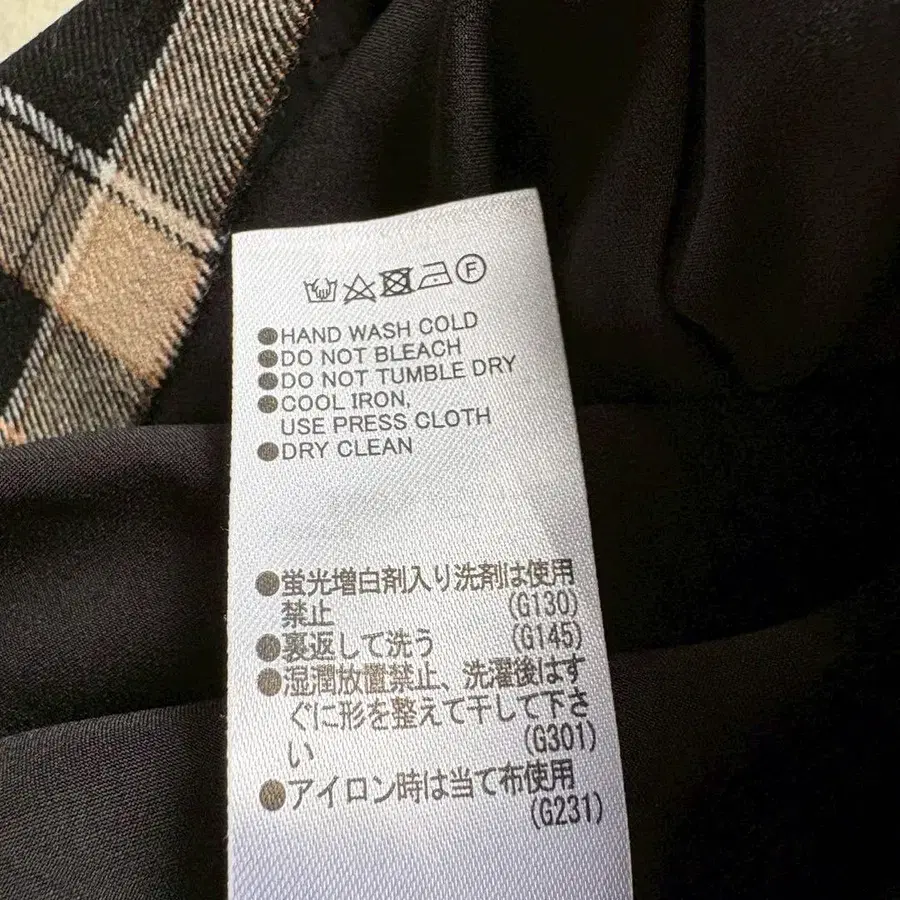 F
●HAND WASH COLD
●DO NOT BLEACH
●DO NOT TUMBLE DRY
●COOL IRON,
USE PRESS CLOTH
●DRY CLEAN
●蛍光増白剤入り洗剤は使用
禁止 (G130)
●裏返して洗う (G145)
●湿潤放置禁止、洗濯後はす
ぐに形を整えて干して下さ
い (G301)
●アイロン時は当て布使用
(G231)